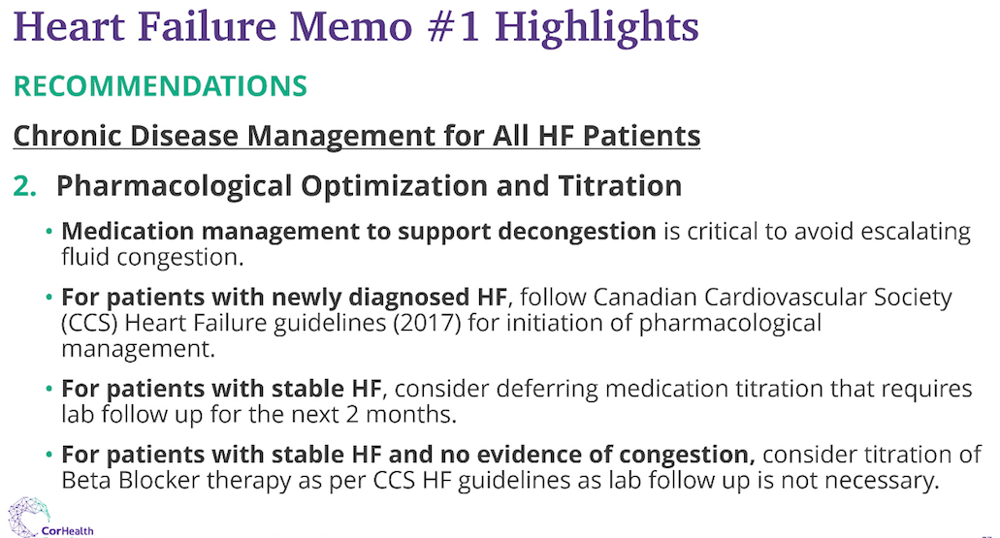 Heart Failure Memo #1 Highlights
RECOMMENDATIONS
Chronic Disease Management for All HF Patients
2. Pharmacological Optimization and Titration
• Medication management to support decongestion is critical to avoid escalating
fluid congestion.
• For patients with newly diagnosed HF, follow Canadian Cardiovascular Society
(CCS) Heart Failure guidelines (2017) for initiation of pharmacological
management.
• For patients with stable HF, consider deferring medication titration that requires
lab follow up for the next 2 months.
• For patients with stable HF and no evidence of congestion, consider titration of
Beta Blocker therapy as per CCS HF guidelines as lab follow up is not necessary.
CorHealth